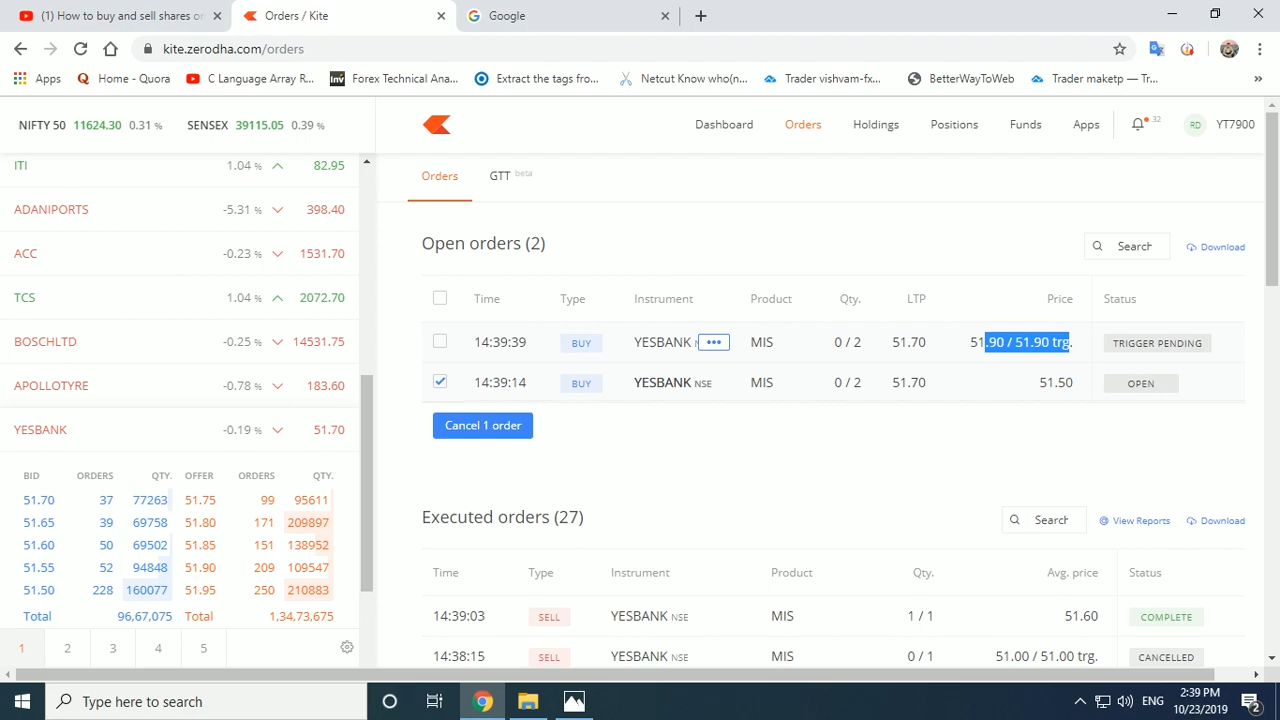 (1) How to buy and sell shares or
Orders / Kite
Google
kite.zerodha.com/orders
Apps
Home - Quora
C Language Array R...
Forex Technical Ana...
Extract the tags from...
Netcut Know who(n...
Trader vishvam-fx...
BetterWayToWeb
Trader maketp — Tr...
NIFTY 50 11624.30 0.31 % SENSEX 39115.05 0.39 %
Dashboard Orders Holdings Positions Funds Apps 32 RD YT7900
ITI 1.04 % 82.95
ADANIPORTS -5.31 % 398.40
ACC -0.23 % 1531.70
TCS 1.04 % 2072.70
BOSCHLTD -0.25 % 14531.75
APOLLOTYRE -0.78 % 183.60
YESBANK -0.19 % 51.70
BID ORDERS QTY. OFFER ORDERS QTY.
51.70 37 77263 51.75 99 95611
51.65 39 69758 51.80 171 209897
51.60 50 69502 51.85 151 138952
51.55 52 94848 51.90 209 109547
51.50 228 160077 51.95 250 210883
Total 96,67,075 Total 1,34,73,675
1 2 3 4 5
Orders GTT beta
Open orders (2) Search Download
Time Type Instrument Product Qty. LTP Price Status
14:39:39 BUY YESBANK MIS 0 / 2 51.70 51.90 / 51.90 trg. TRIGGER PENDING
14:39:14 BUY YESBANK NSE MIS 0 / 2 51.70 51.50 OPEN
Cancel 1 order
Executed orders (27) Search View Reports Download
Time Type Instrument Product Qty. Avg. price Status
14:39:03 SELL YESBANK NSE MIS 1 / 1 51.60 COMPLETE
14:38:15 SELL YESBANK NSE MIS 0 / 1 51.00 / 51.00 trg. CANCELLED
Type here to search
ENG
2:39 PM
10/23/2019
2